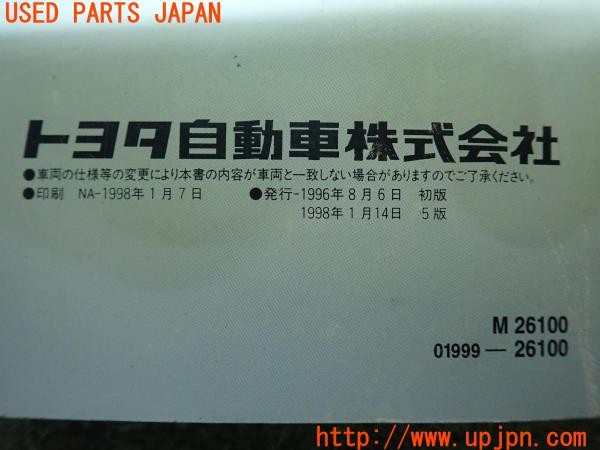 USED PARTS JAPAN
トヨタ自動車株式会社
●車両の仕様等の変更により本書の内容が車両と一致しない場合がありますのでご了承ください。
●印刷 NA-1998年1月7日 ●発行-1996年8月6日 初版
1998年1月14日 5版
M 26100
01999-26100
http://www.upjpn.com/